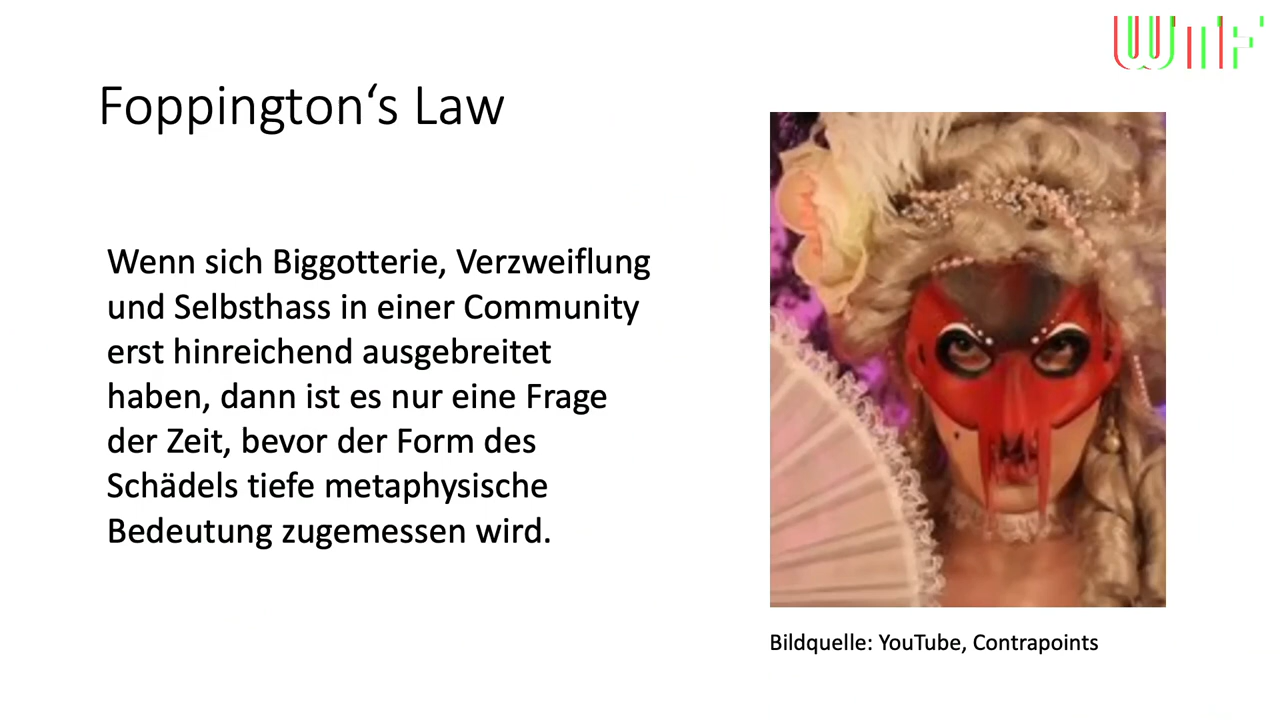 WNF
Foppington‘s Law
Wenn sich Biggotterie, Verzweiflung
und Selbsthass in einer Community
erst hinreichend ausgebreitet
haben, dann ist es nur eine Frage
der Zeit, bevor der Form des
Schädels tiefe metaphysische
Bedeutung zugemessen wird.
Bildquelle: YouTube, Contrapoints